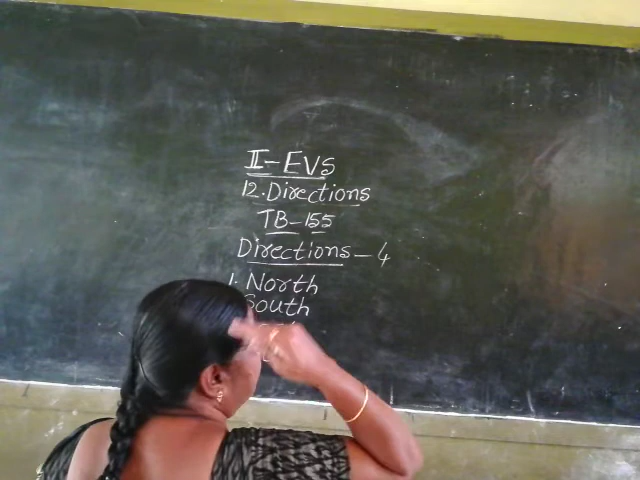 II-EVS
12.Directions
TB-155
Directions-4
1. North
South